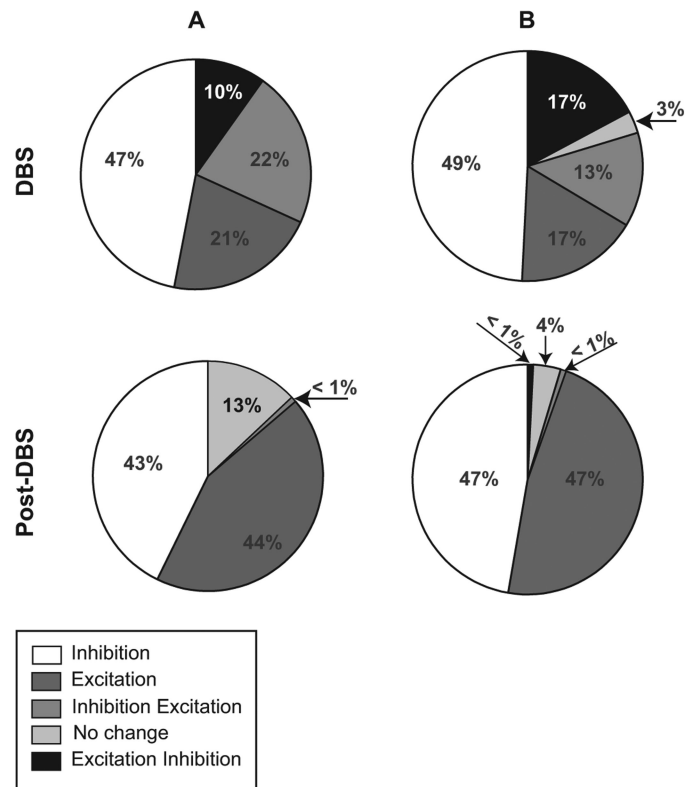 A
B
DBS
10%
47%
22%
21%
17%
3%
49%
13%
17%
Post-DBS
13%
< 1%
43%
44%
< 1%
4%
< 1%
47%
47%
Inhibition
Excitation
Inhibition Excitation
No change
Excitation Inhibition